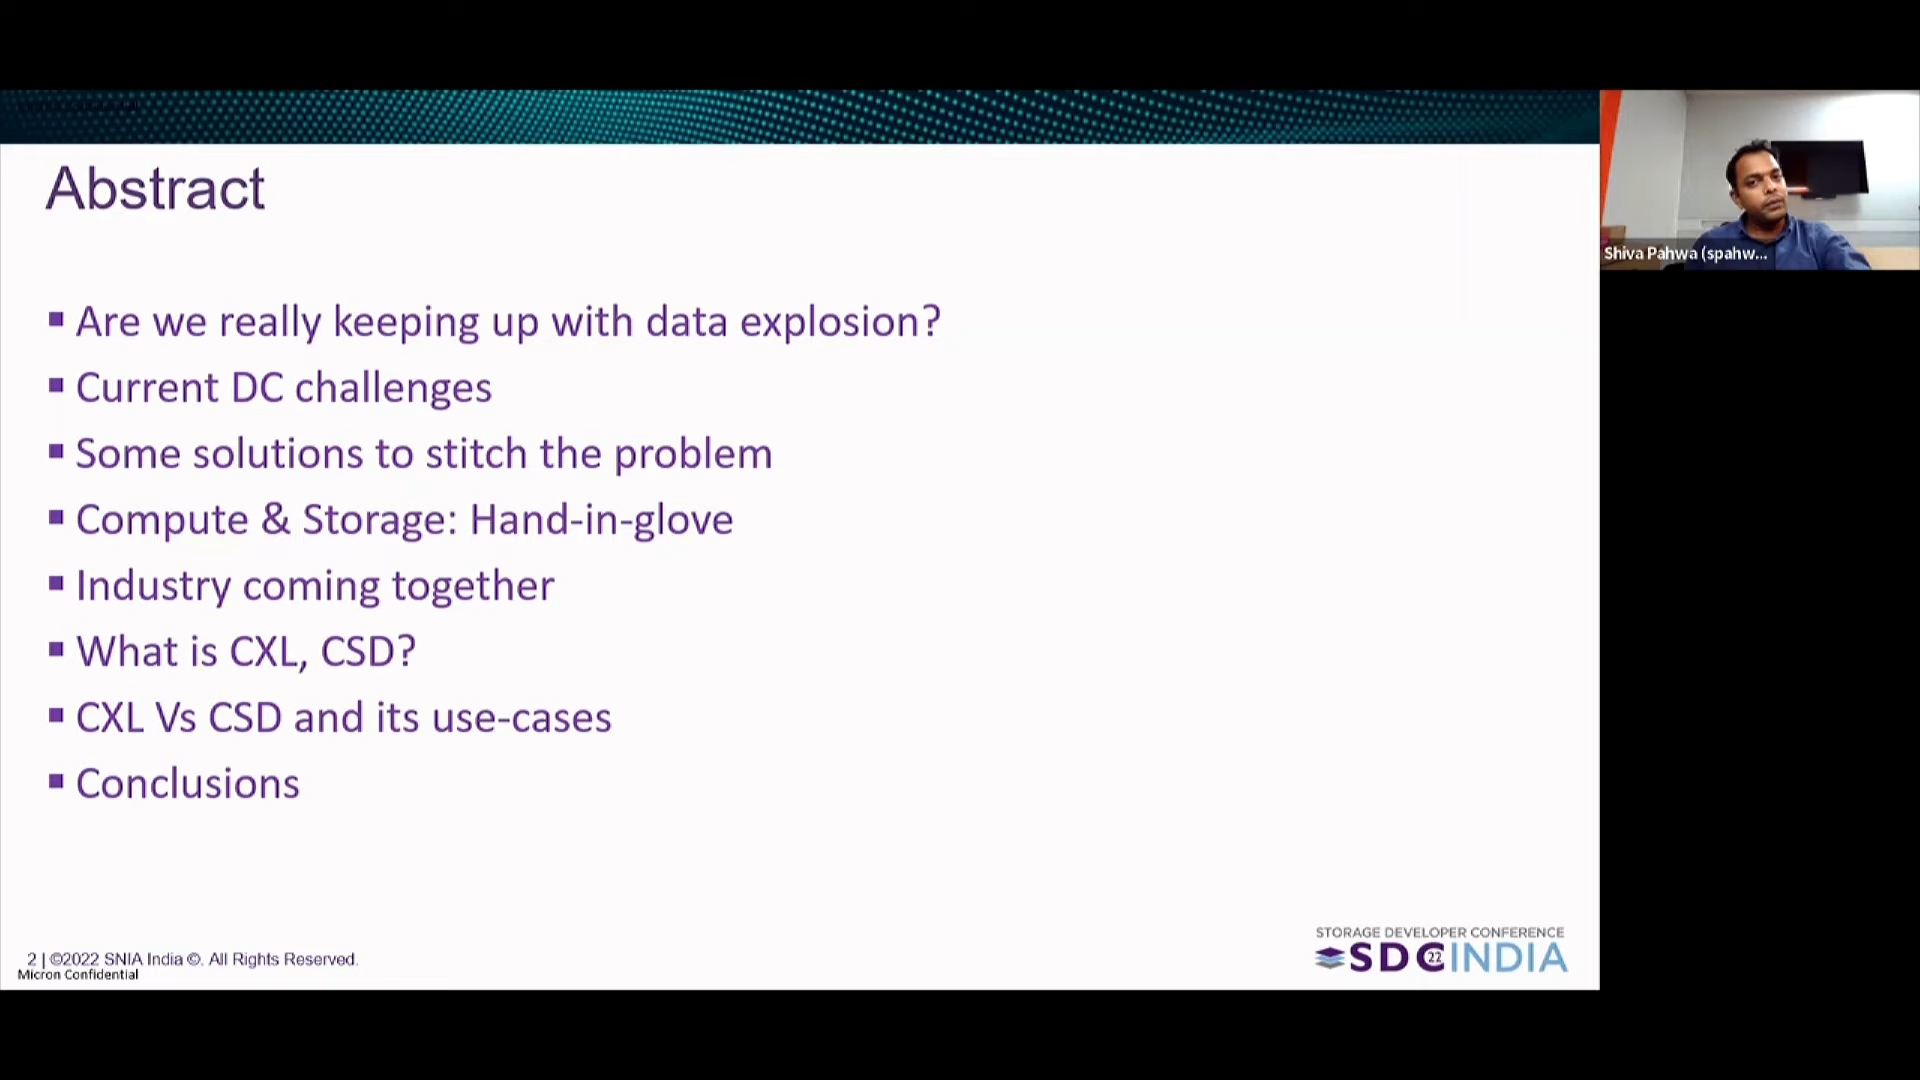 Abstract
Are we really keeping up with data explosion?
Current DC challenges
Some solutions to stitch the problem
Compute & Storage: Hand-in-glove
Industry coming together
What is CXL, CSD?
CXL Vs CSD and its use-cases
Conclusions
2 | ©2022 SNIA India ©. All Rights Reserved.
Micron Confidential
STORAGE DEVELOPER CONFERENCE
SDC 22 INDIA
Shiva Pahwa (spahw...